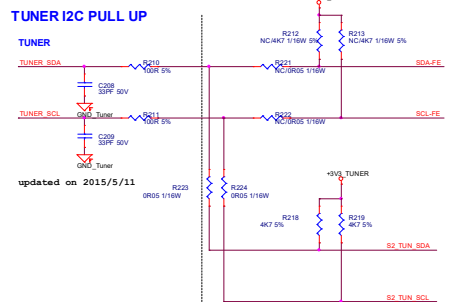 TUNER I2C PULL UP
TUNER
R212
NC/4K7 1/16W 5%
R213
NC/4K7 1/16W 5%
TUNER_SDA
R210
100R 5%
R221
NC/0R05 1/16W
SDA-FE
C208
33PF 50V
GND_Tuner
TUNER_SCL
R211
100R 5%
R222
NC/0R05 1/16W
SCL-FE
C209
33PF 50V
GND_Tuner
updated on 2015/5/11
R223
0R05 1/16W
R224
0R05 1/16W
+3V3_TUNER
R218
4K7 5%
R219
4K7 5%
S2_TUN_SDA
S2_TUN_SCL